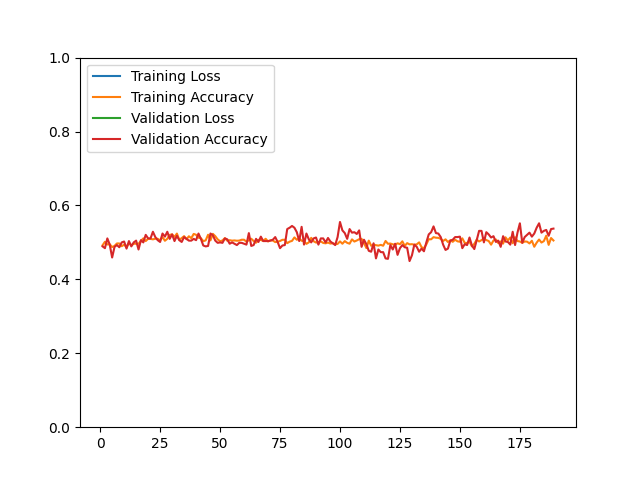 1.0
0.8
0.6
0.4
0.2
0.0
Training Loss
Training Accuracy
Validation Loss
Validation Accuracy
0 25 50 75 100 125 150 175